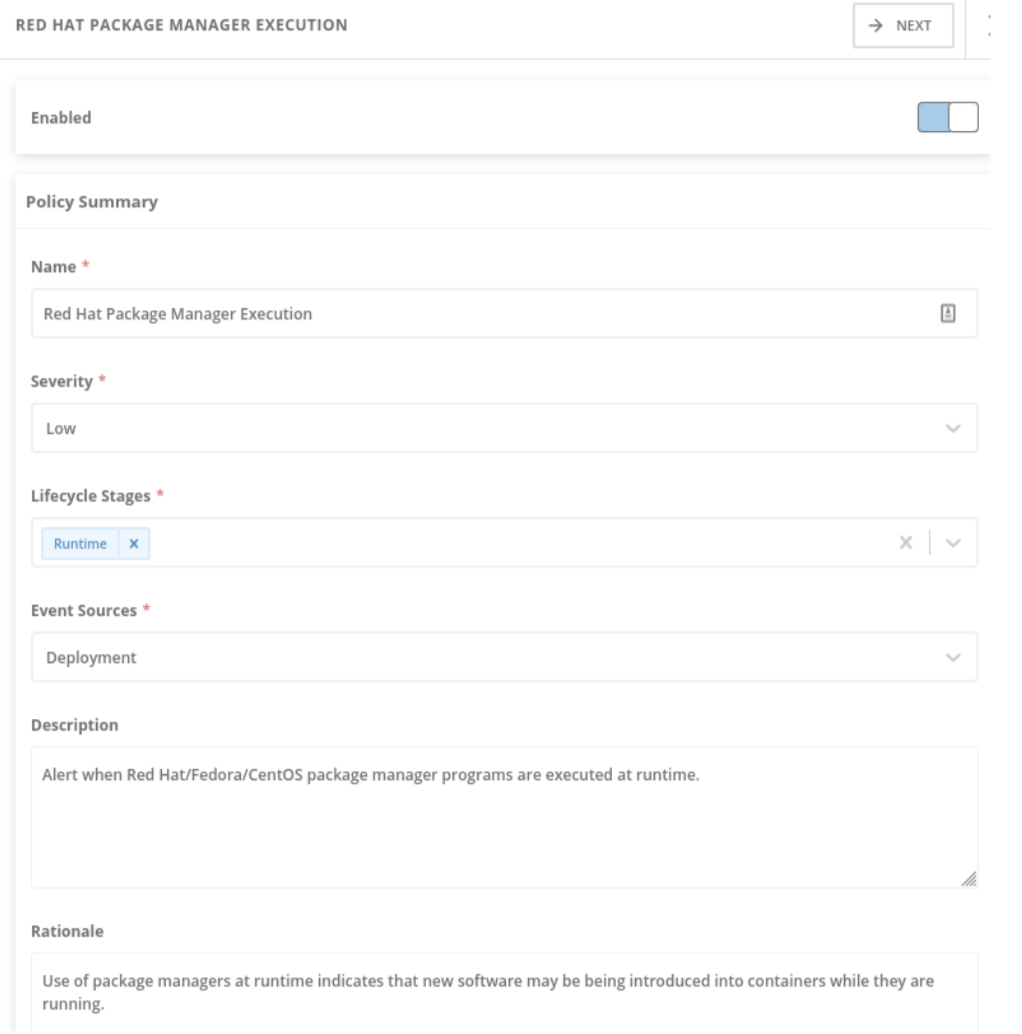 RED HAT PACKAGE MANAGER EXECUTION
NEXT
Enabled
Policy Summary
Name *
Red Hat Package Manager Execution
Severity *
Low
Lifecycle Stages *
Runtime
Event Sources *
Deployment
Description
Alert when Red Hat/Fedora/CentOS package manager programs are executed at runtime.
Rationale
Use of package managers at runtime indicates that new software may be being introduced into containers while they are
running.